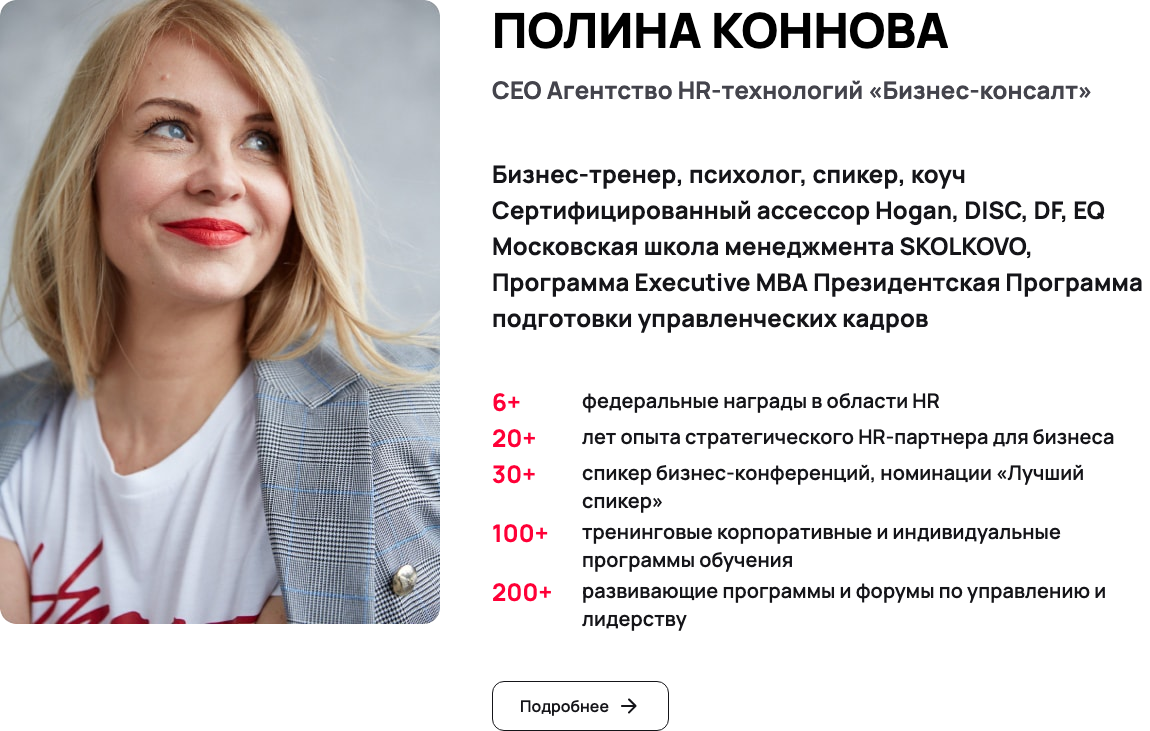 ПОЛИНА КОННОВА
CEO Агентство HR-технологий «Бизнес-консалт»
Бизнес-тренер, психолог, спикер, коуч
Сертифицированный ассессор Hogan, DISC, DF, EQ
Московская школа менеджмента SKOLKOVO,
Программа Executive MBA Президентская Программа
подготовки управленческих кадров
6+ федеральные награды в области HR
20+ лет опыта стратегического HR-партнера для бизнеса
30+ спикер бизнес-конференций, номинации «Лучший
спикер»
100+ тренинговые корпоративные и индивидуальные
программы обучения
200+ развивающие программы и форумы по управлению и
лидерству
Подробнее →